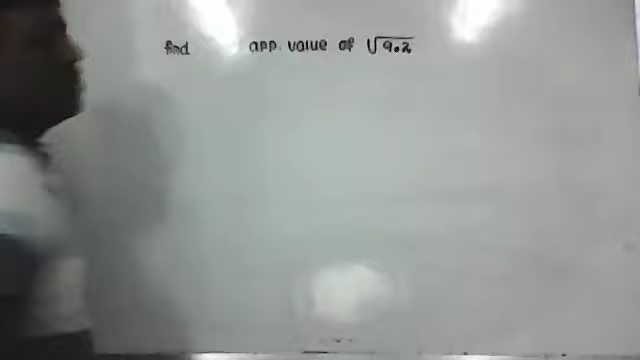 find app. value of √9.2